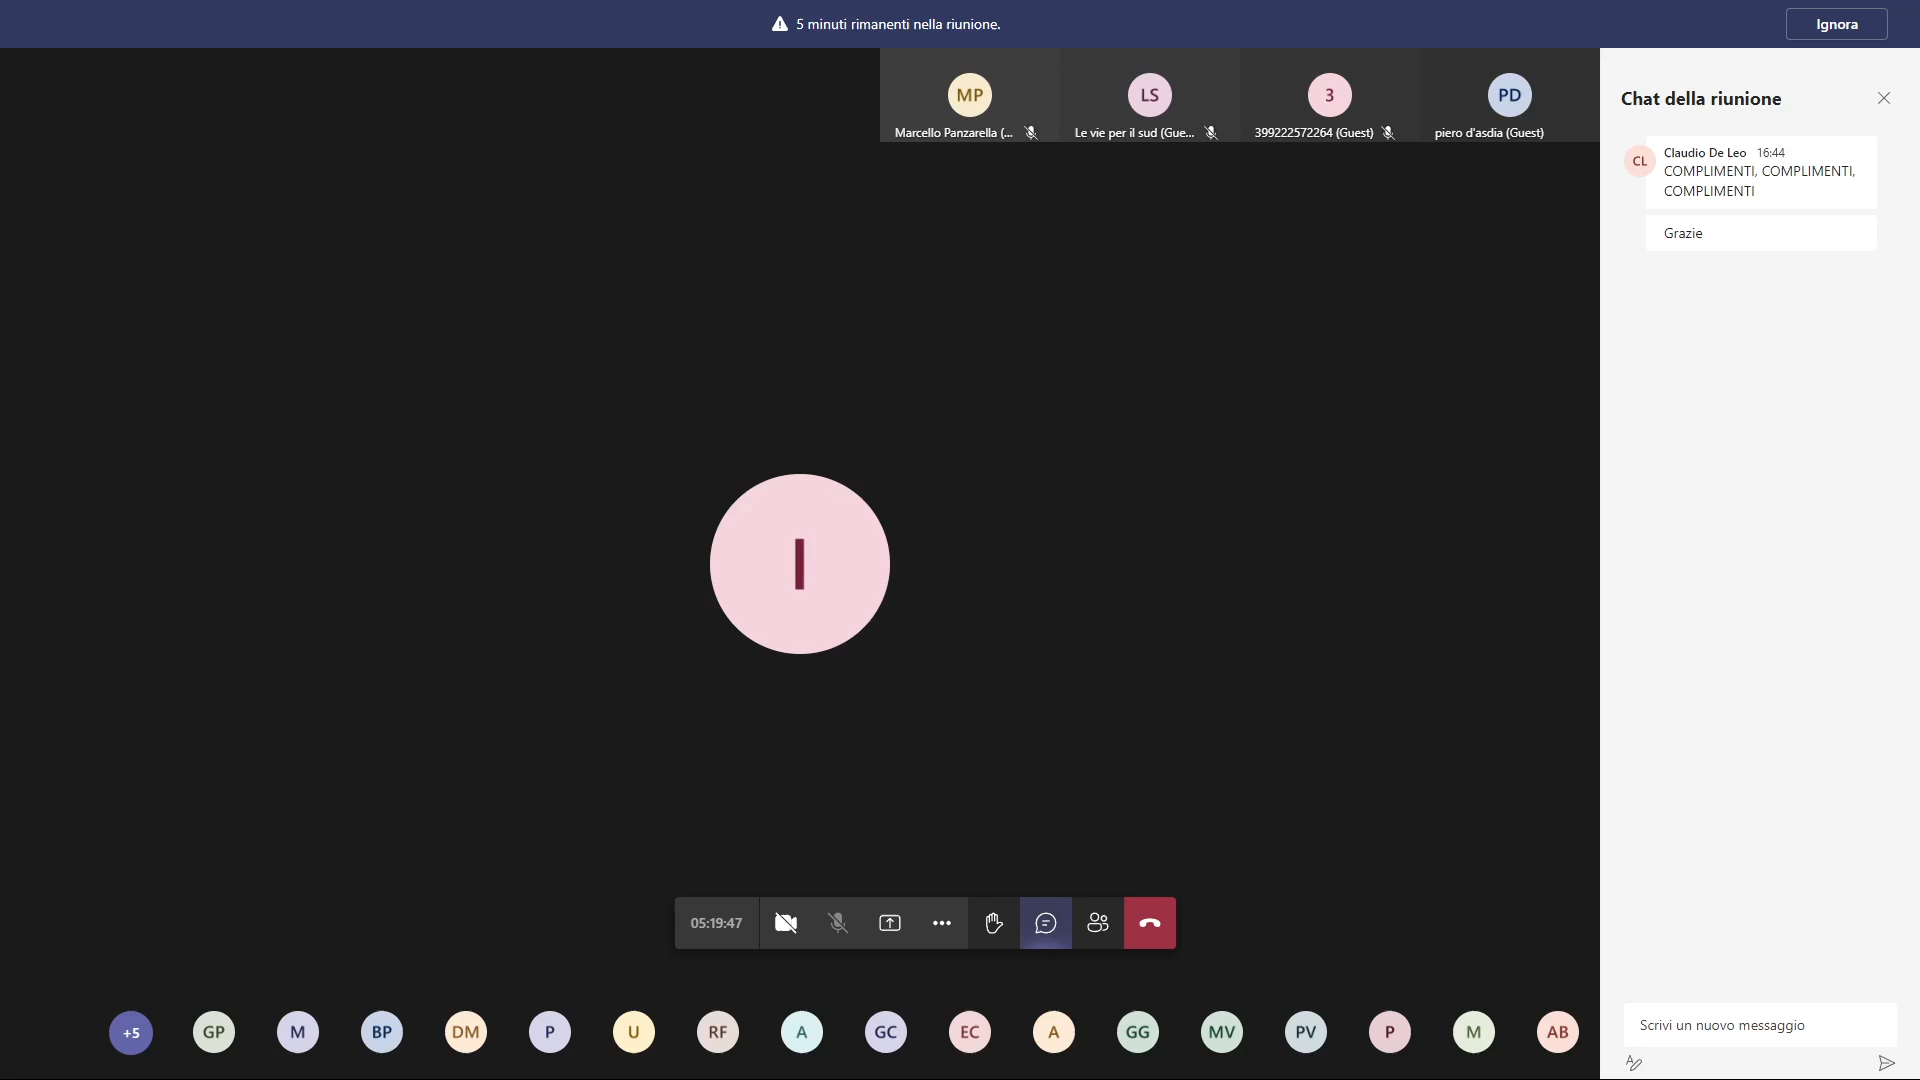 5 minuti rimanenti nella riunione.
Ignora
MP
LS
3
PD
Marcello Panzarella (...
Le vie per il sud (Gue...
399222572264 (Guest)
piero d'asdia (Guest)
Chat della riunione
CL
Claudio De Leo 16:44
COMPLIMENTI, COMPLIMENTI,
COMPLIMENTI
Grazie
I
05:19:47
+5
GP
M
BP
DM
P
U
RF
A
GC
EC
A
GG
MV
PV
P
M
AB
Scrivi un nuovo messaggio